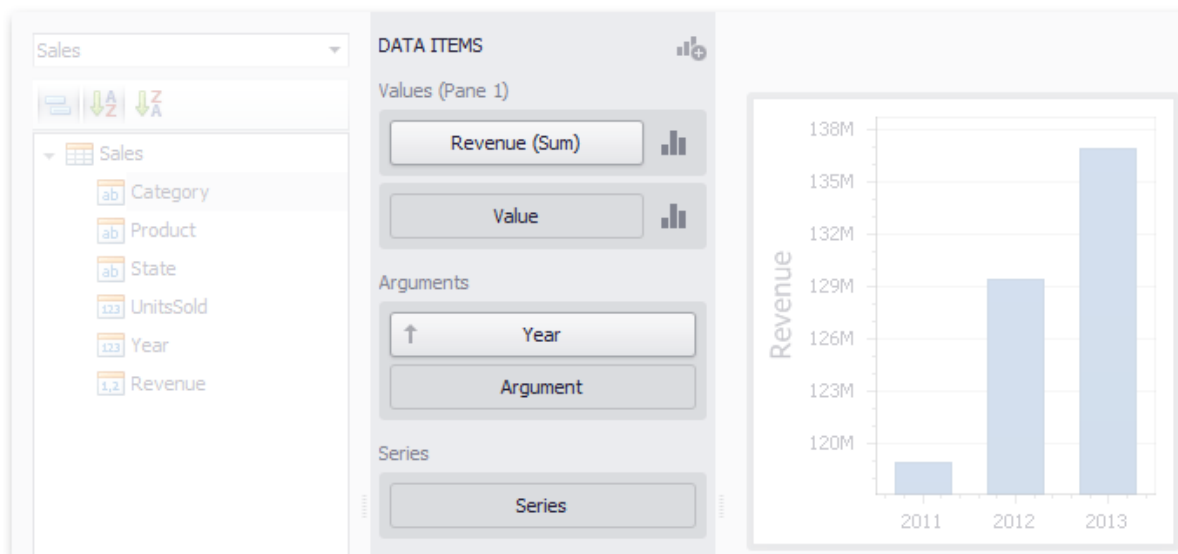 Sales
Sales
Category
Product
State
UnitsSold
Year
Revenue
DATA ITEMS
Values (Pane 1)
Revenue (Sum)
Value
Arguments
Year
Argument
Series
Series
Revenue
138M
135M
132M
129M
126M
123M
120M
2011 2012 2013